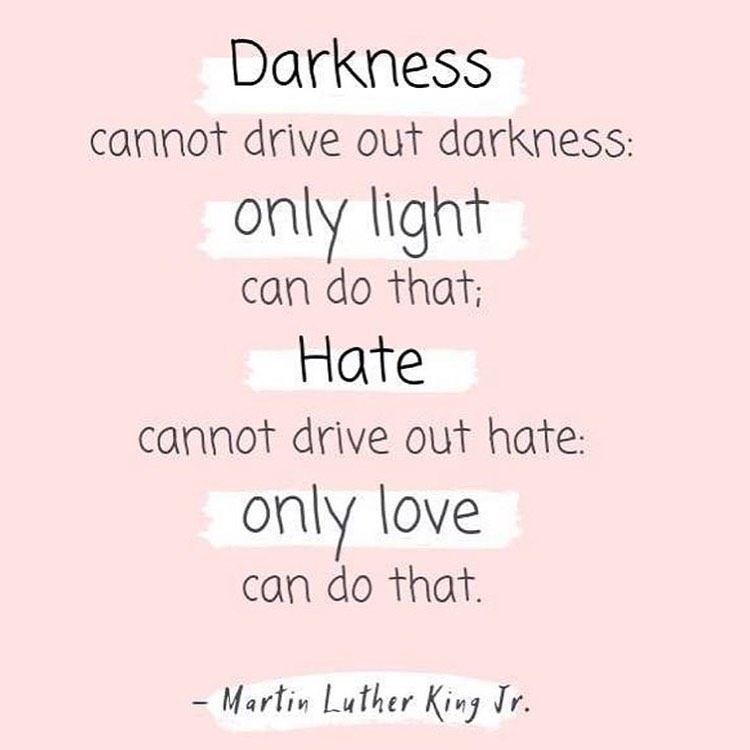 Darkness
cannot drive out darkness:
only light
can do that;
Hate
cannot drive out hate:
only love
can do that.
– Martin Luther King Jr.